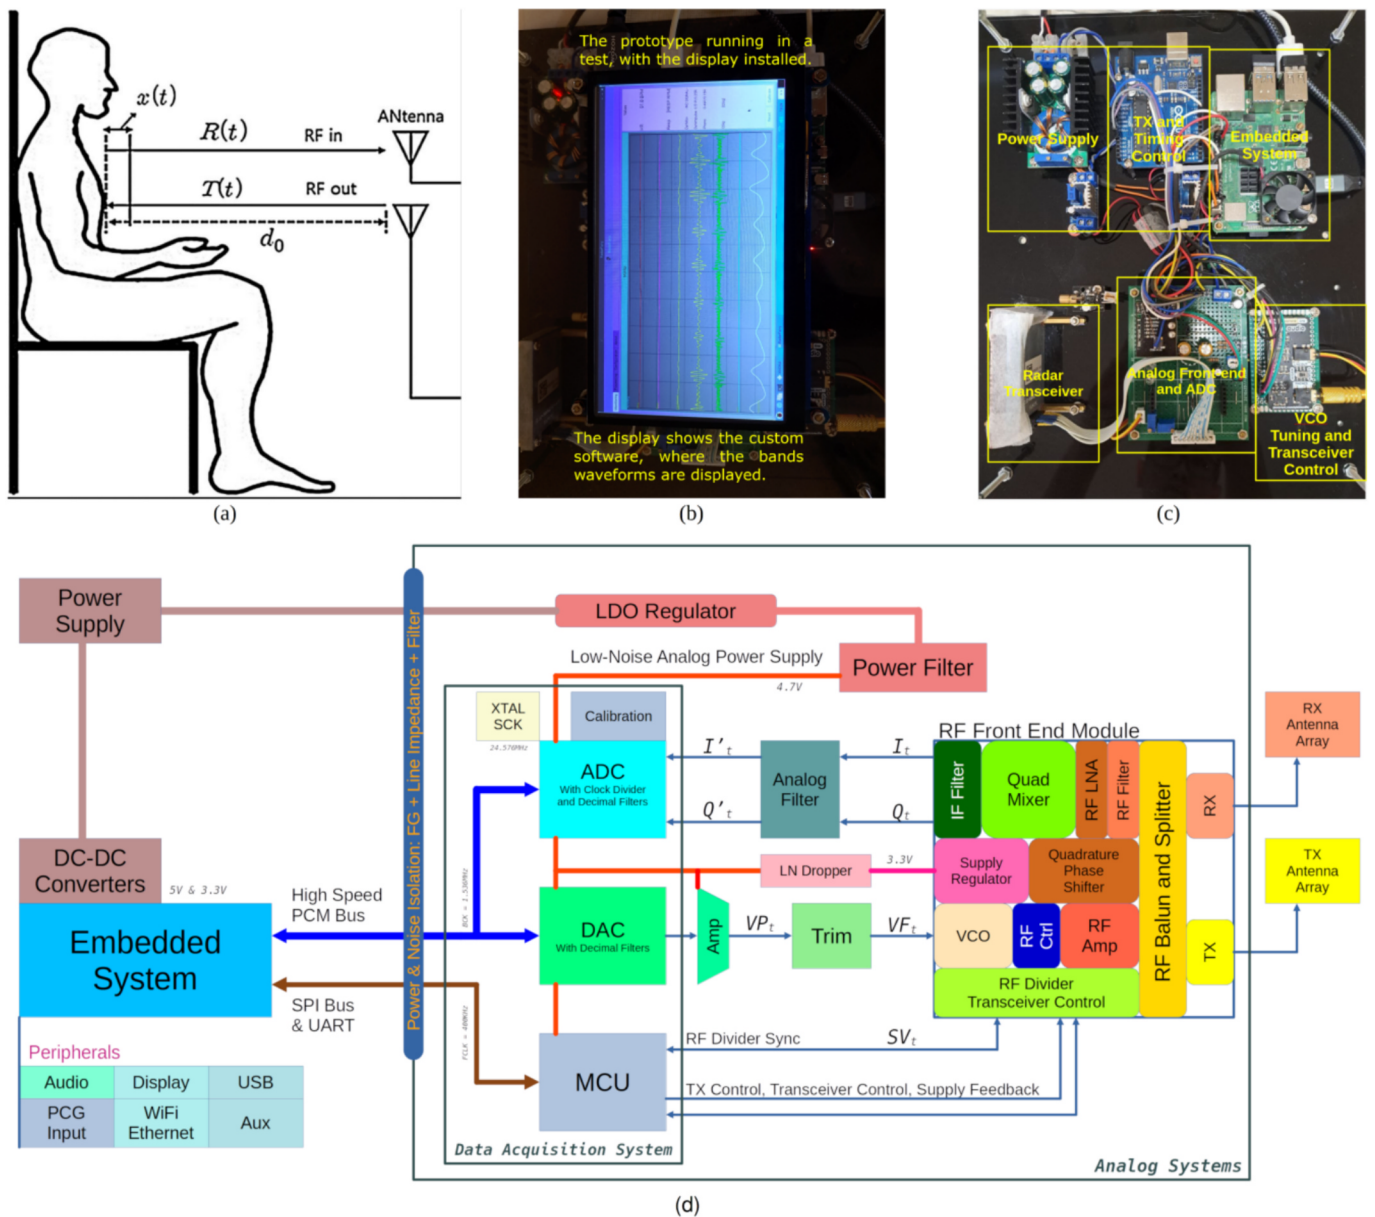 x(t)
R(t)
RF in
ANtenna
T(t)
RF out
d0
(a)
The prototype running in a
test, with the display installed.
The display shows the custom
software, where the bands
waveforms are displayed.
(b)
Power Supply
TX and
Timing
Control
Embedded
System
Radar
Transceiver
Analog Front-end
and ADC
VCO
Tuning and
Transceiver
Control
(c)
Power
Supply
LDO Regulator
Low-Noise Analog Power Supply
4.7V
Power Filter
Power & Noise Isolation: FG + Line Impedance + Filter
XTAL
SCK
24.576MHz
Calibration
ADC
With Clock Divider
and Decimal Filters
I't
Q't
Analog
Filter
It
Qt
RF Front End Module
IF Filter
Quad
Mixer
RF LNA
RF Filter
RF Balun and Splitter
RX
RX
Antenna
Array
TX
Antenna
Array
DC-DC
Converters
5V & 3.3V
High Speed
PCM Bus
BCK = 1.536MHz
LN Dropper
3.3V
Supply
Regulator
Quadrature
Phase
Shifter
Embedded
System
DAC
With Decimal Filters
Amp
VPt
Trim
VFt
VCO
RF
Ctrl
RF
Amp
TX
SPI Bus
& UART
FCLK = 400KHz
RF Divider
Transceiver Control
MCU
RF Divider Sync
SVt
TX Control, Transceiver Control, Supply Feedback
Peripherals
Audio
Display
USB
PCG
Input
WiFi
Ethernet
Aux
Data Acquisition System
Analog Systems
(d)